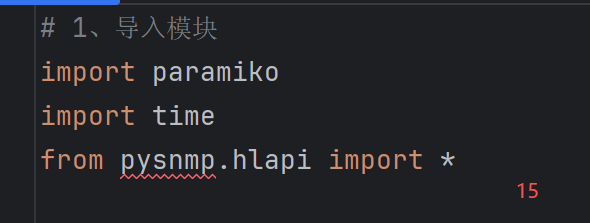 # 1、导入模块
import paramiko
import time
from pysnmp.hlapi import *
15